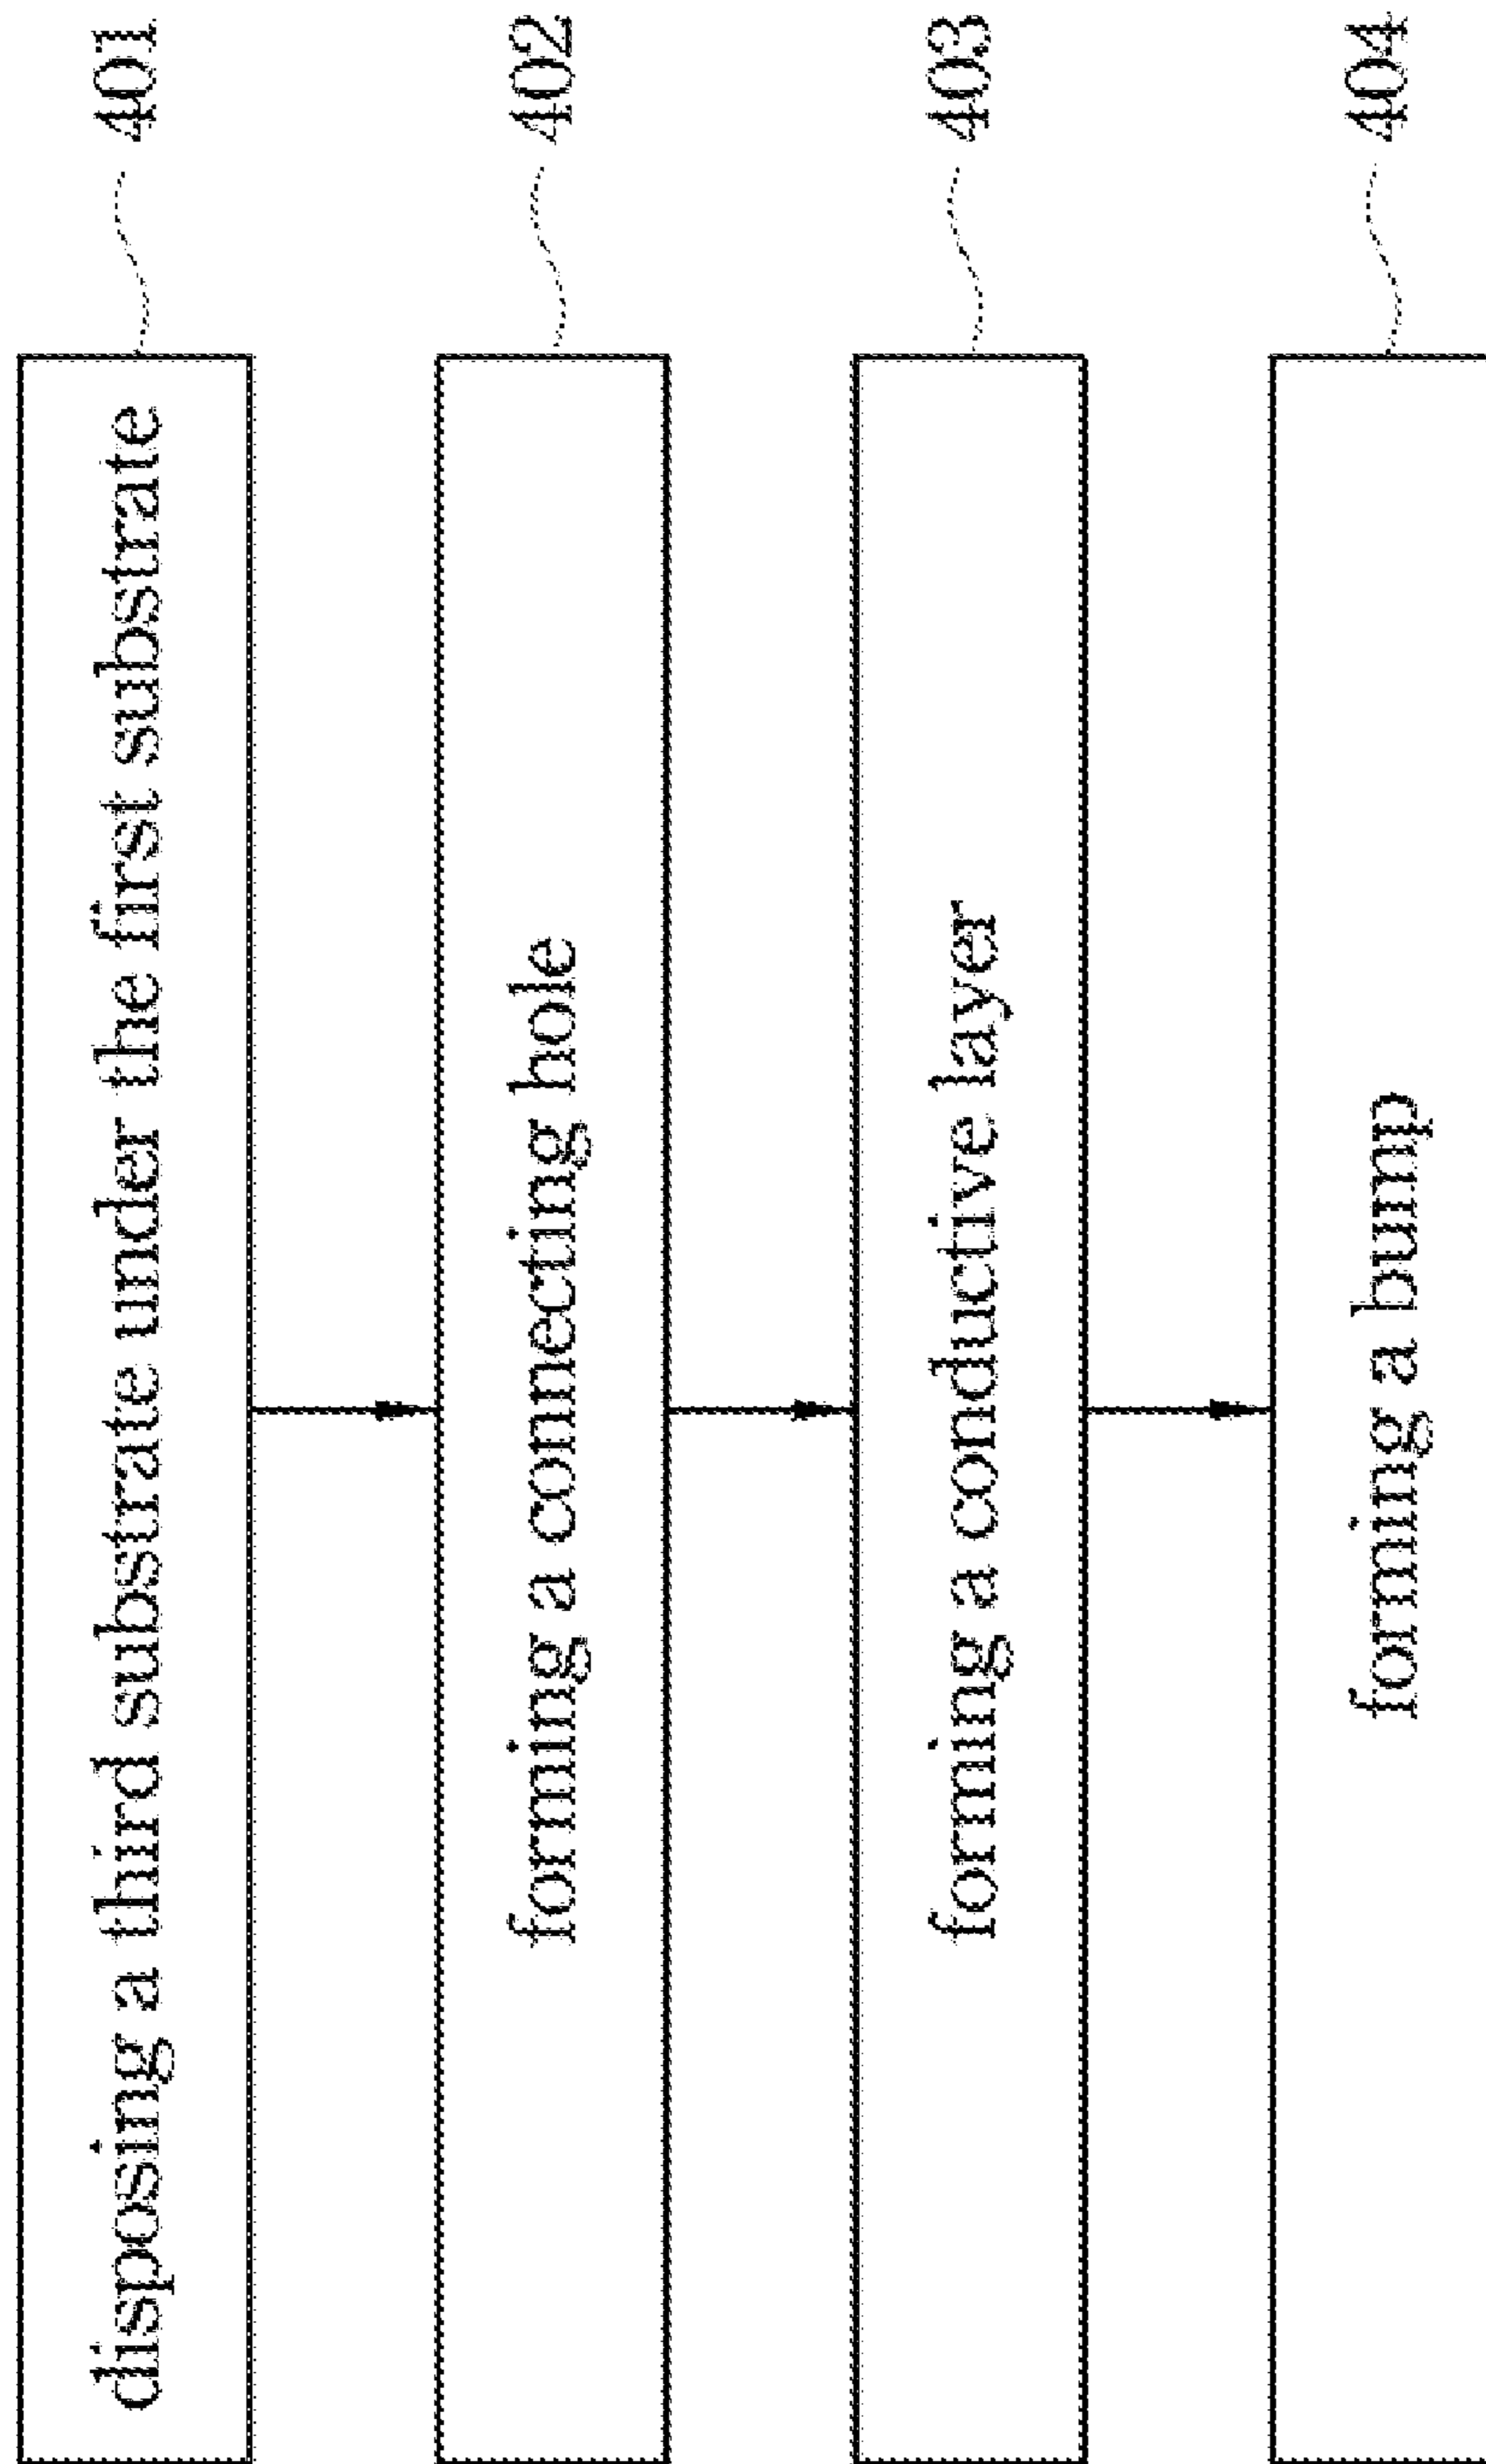 disposing a third substrate under the first substrate
401
forming a connecting hole
402
forming a conductive layer
403
forming a bump
404